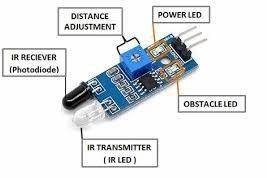 DISTANCE
ADJUSTMENT
POWER LED
IR RECIEVER
(Photodiode)
OBSTACLE LED
IR TRANSMITTER
( IR LED )